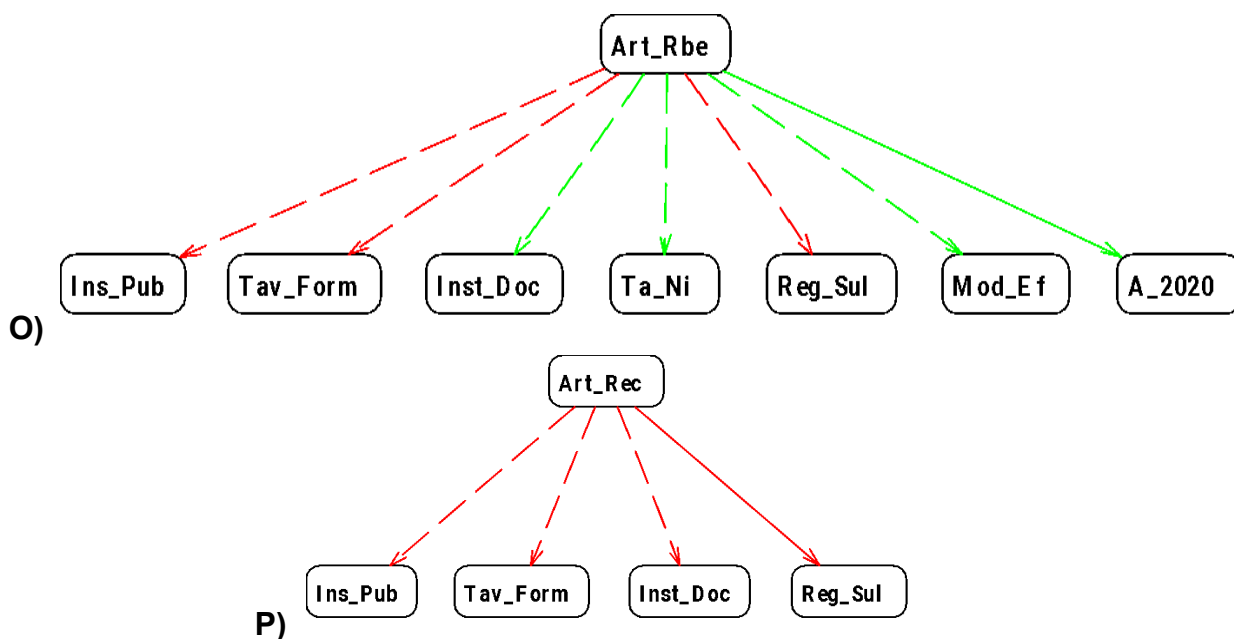 Art_Rbe
Ins_Pub Tav_Form Inst_Doc Ta_Ni Reg_Sul Mod_Ef A_2020
O)
Art_Rec
Ins_Pub Tav_Form Inst_Doc Reg_Sul
P)